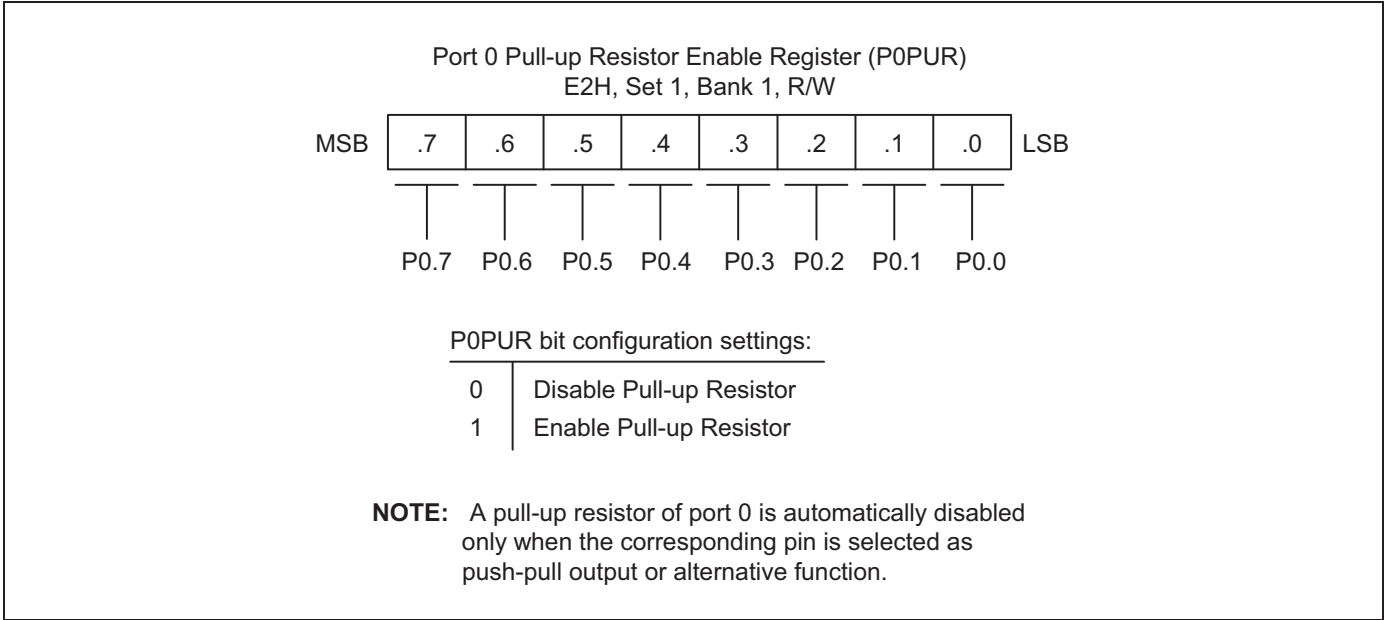 Port 0 Pull-up Resistor Enable Register (P0PUR)
E2H, Set 1, Bank 1, R/W
MSB .7 .6 .5 .4 .3 .2 .1 .0 LSB
P0.7 P0.6 P0.5 P0.4 P0.3 P0.2 P0.1 P0.0
P0PUR bit configuration settings:
0 Disable Pull-up Resistor
1 Enable Pull-up Resistor
NOTE: A pull-up resistor of port 0 is automatically disabled
only when the corresponding pin is selected as
push-pull output or alternative function.